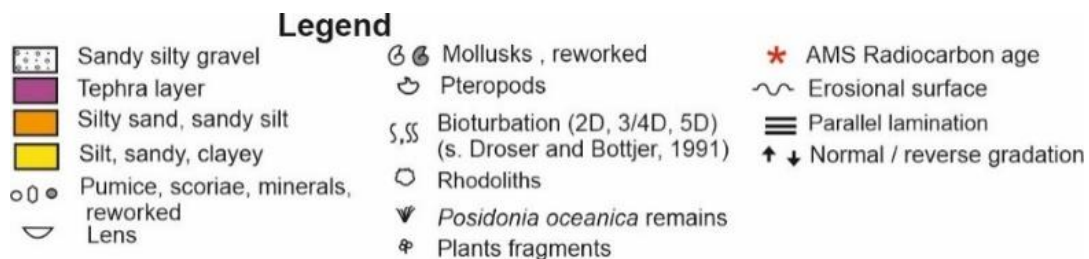 Legend
Sandy silty gravel
Tephra layer
Silty sand, sandy silt
Silt, sandy, clayey
Pumice, scoriae, minerals,
reworked
Lens
Mollusks , reworked
Pteropods
Bioturbation (2D, 3/4D, 5D)
(s. Droser and Bottjer, 1991)
Rhodoliths
Posidonia oceanica remains
Plants fragments
AMS Radiocarbon age
Erosional surface
Parallel lamination
Normal / reverse gradation